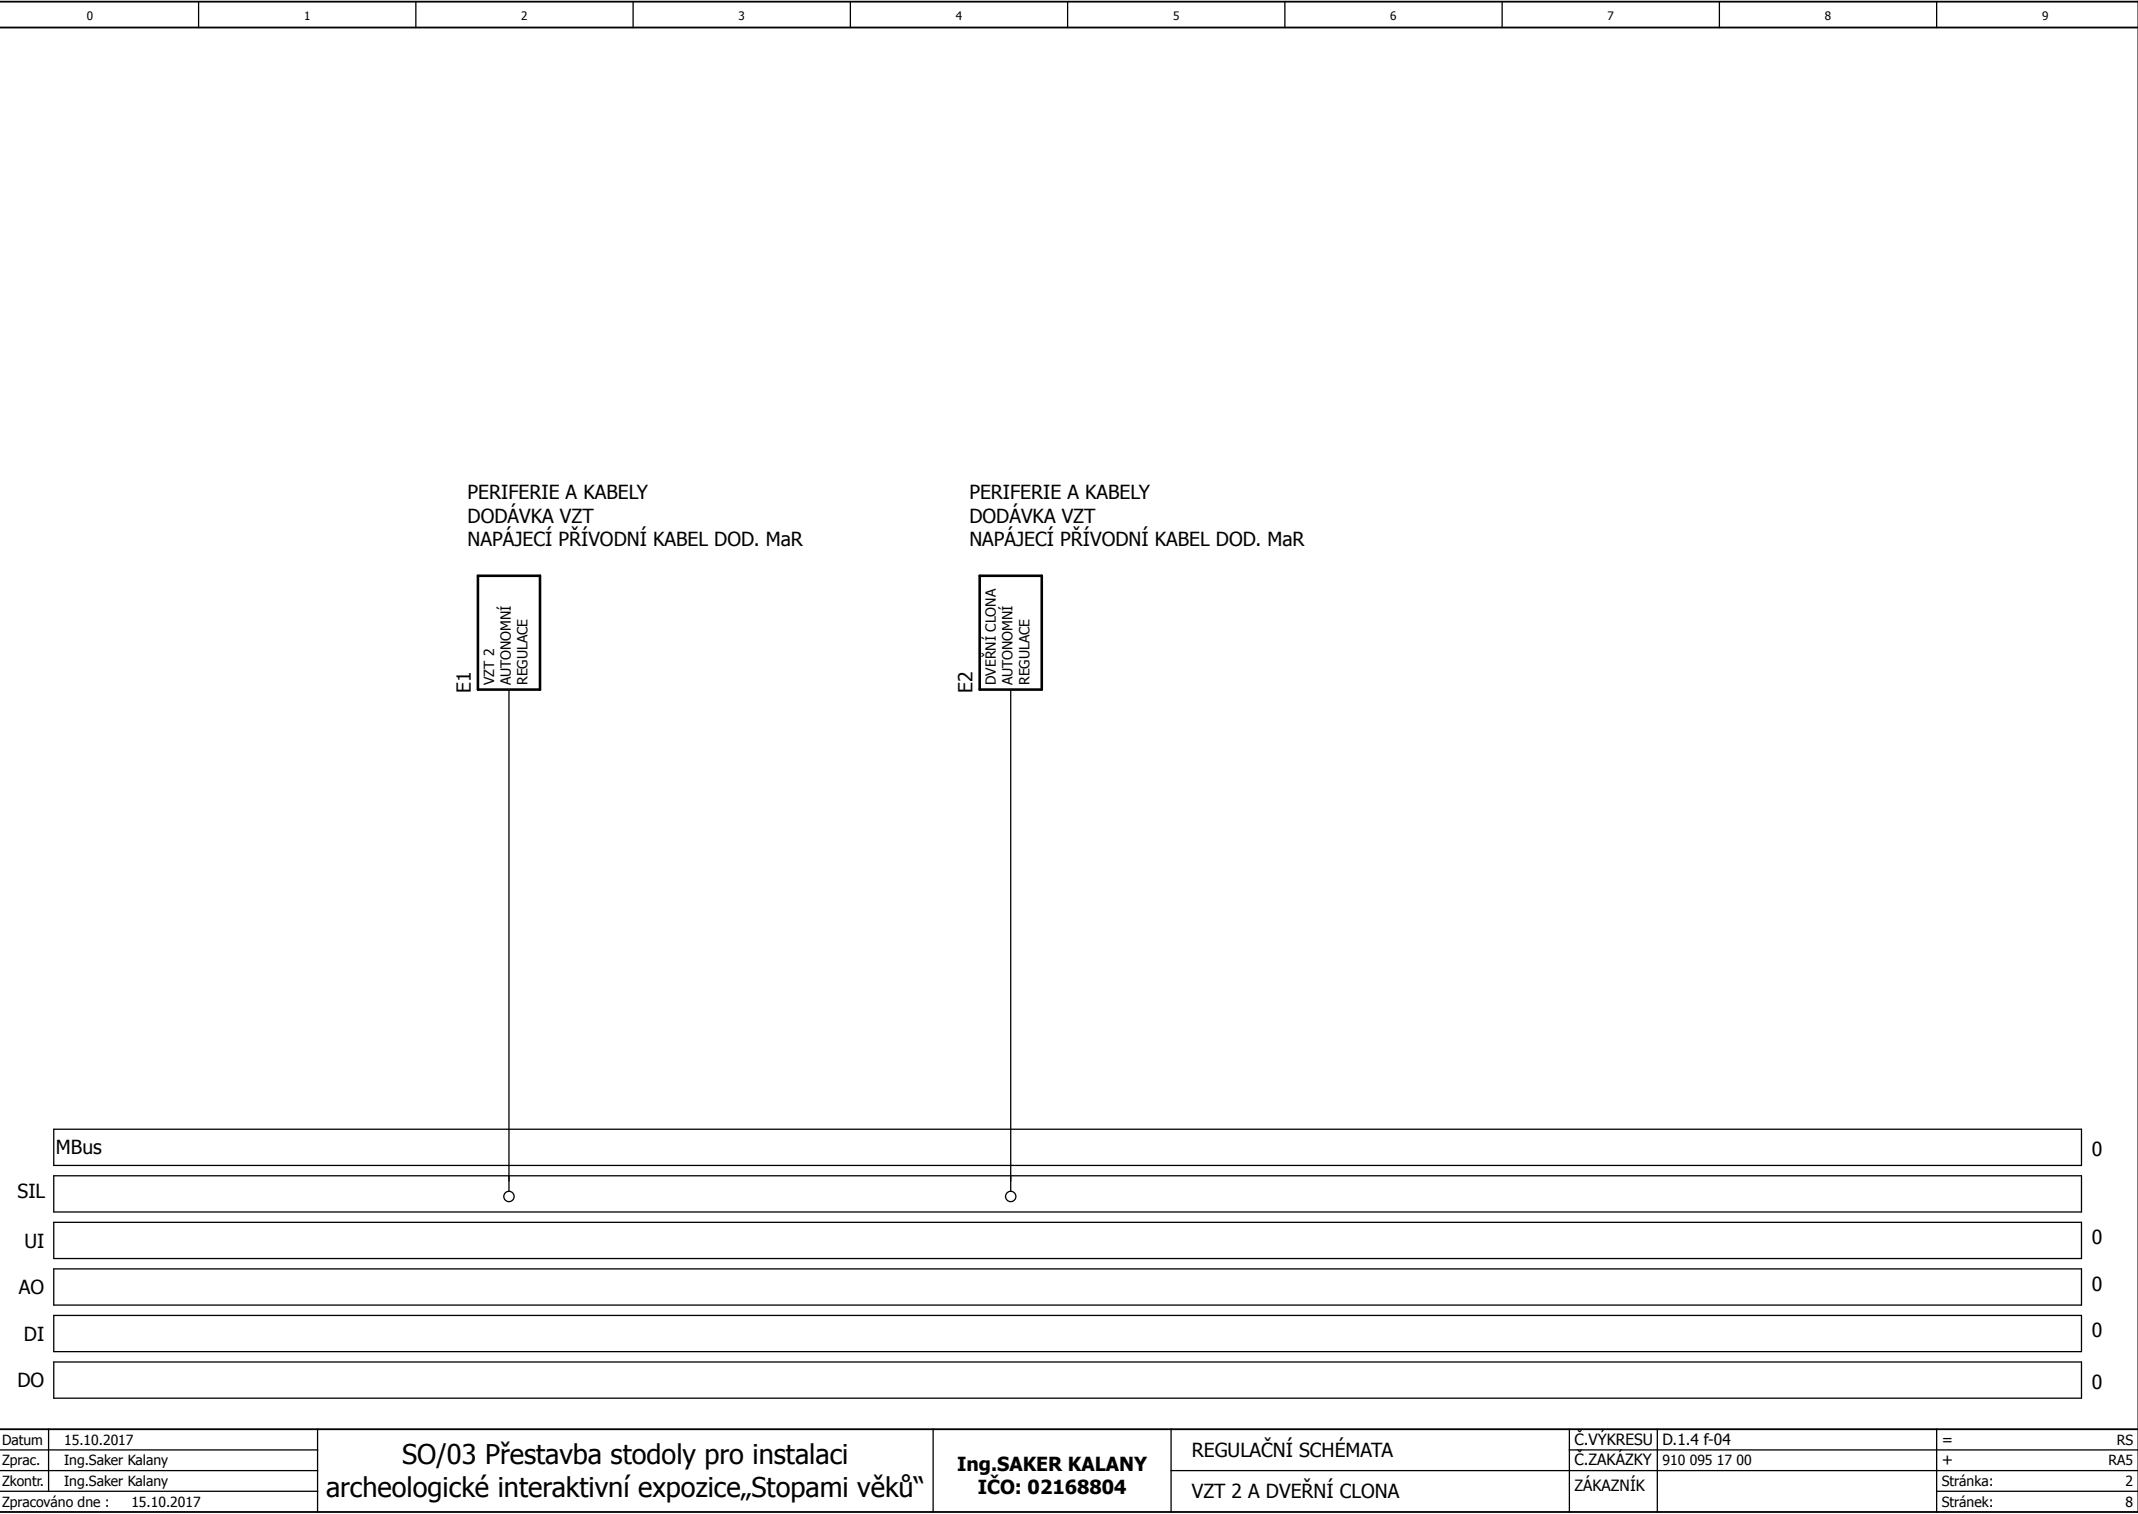 0 1 2 3 4 5 6 7 8 9
PERIFERIE A KABELY
DODÁVKA VZT
NAPÁJECÍ PŘÍVODNÍ KABEL DOD. MaR
PERIFERIE A KABELY
DODÁVKA VZT
NAPÁJECÍ PŘÍVODNÍ KABEL DOD. MaR
E1
VZT 2
AUTONOMNÍ
REGULACE
E2
DVEŘNÍ CLONA
AUTONOMNÍ
REGULACE
MBus 0
SIL
UI 0
AO 0
DI 0
DO 0
Datum 15.10.2017
Zprac. Ing.Saker Kalany
Zkontr. Ing.Saker Kalany
Zpracováno dne : 15.10.2017
SO/03 Přestavba stodoly pro instalaci
archeologické interaktivní expozice„Stopami věků“
Ing.SAKER KALANY
IČO: 02168804
REGULAČNÍ SCHÉMATA
VZT 2 A DVEŘNÍ CLONA
Č.VÝKRESU D.1.4 f-04
Č.ZAKÁZKY 910 095 17 00
ZÁKAZNÍK
= RS
+ RA5
Stránka: 2
Stránek: 8